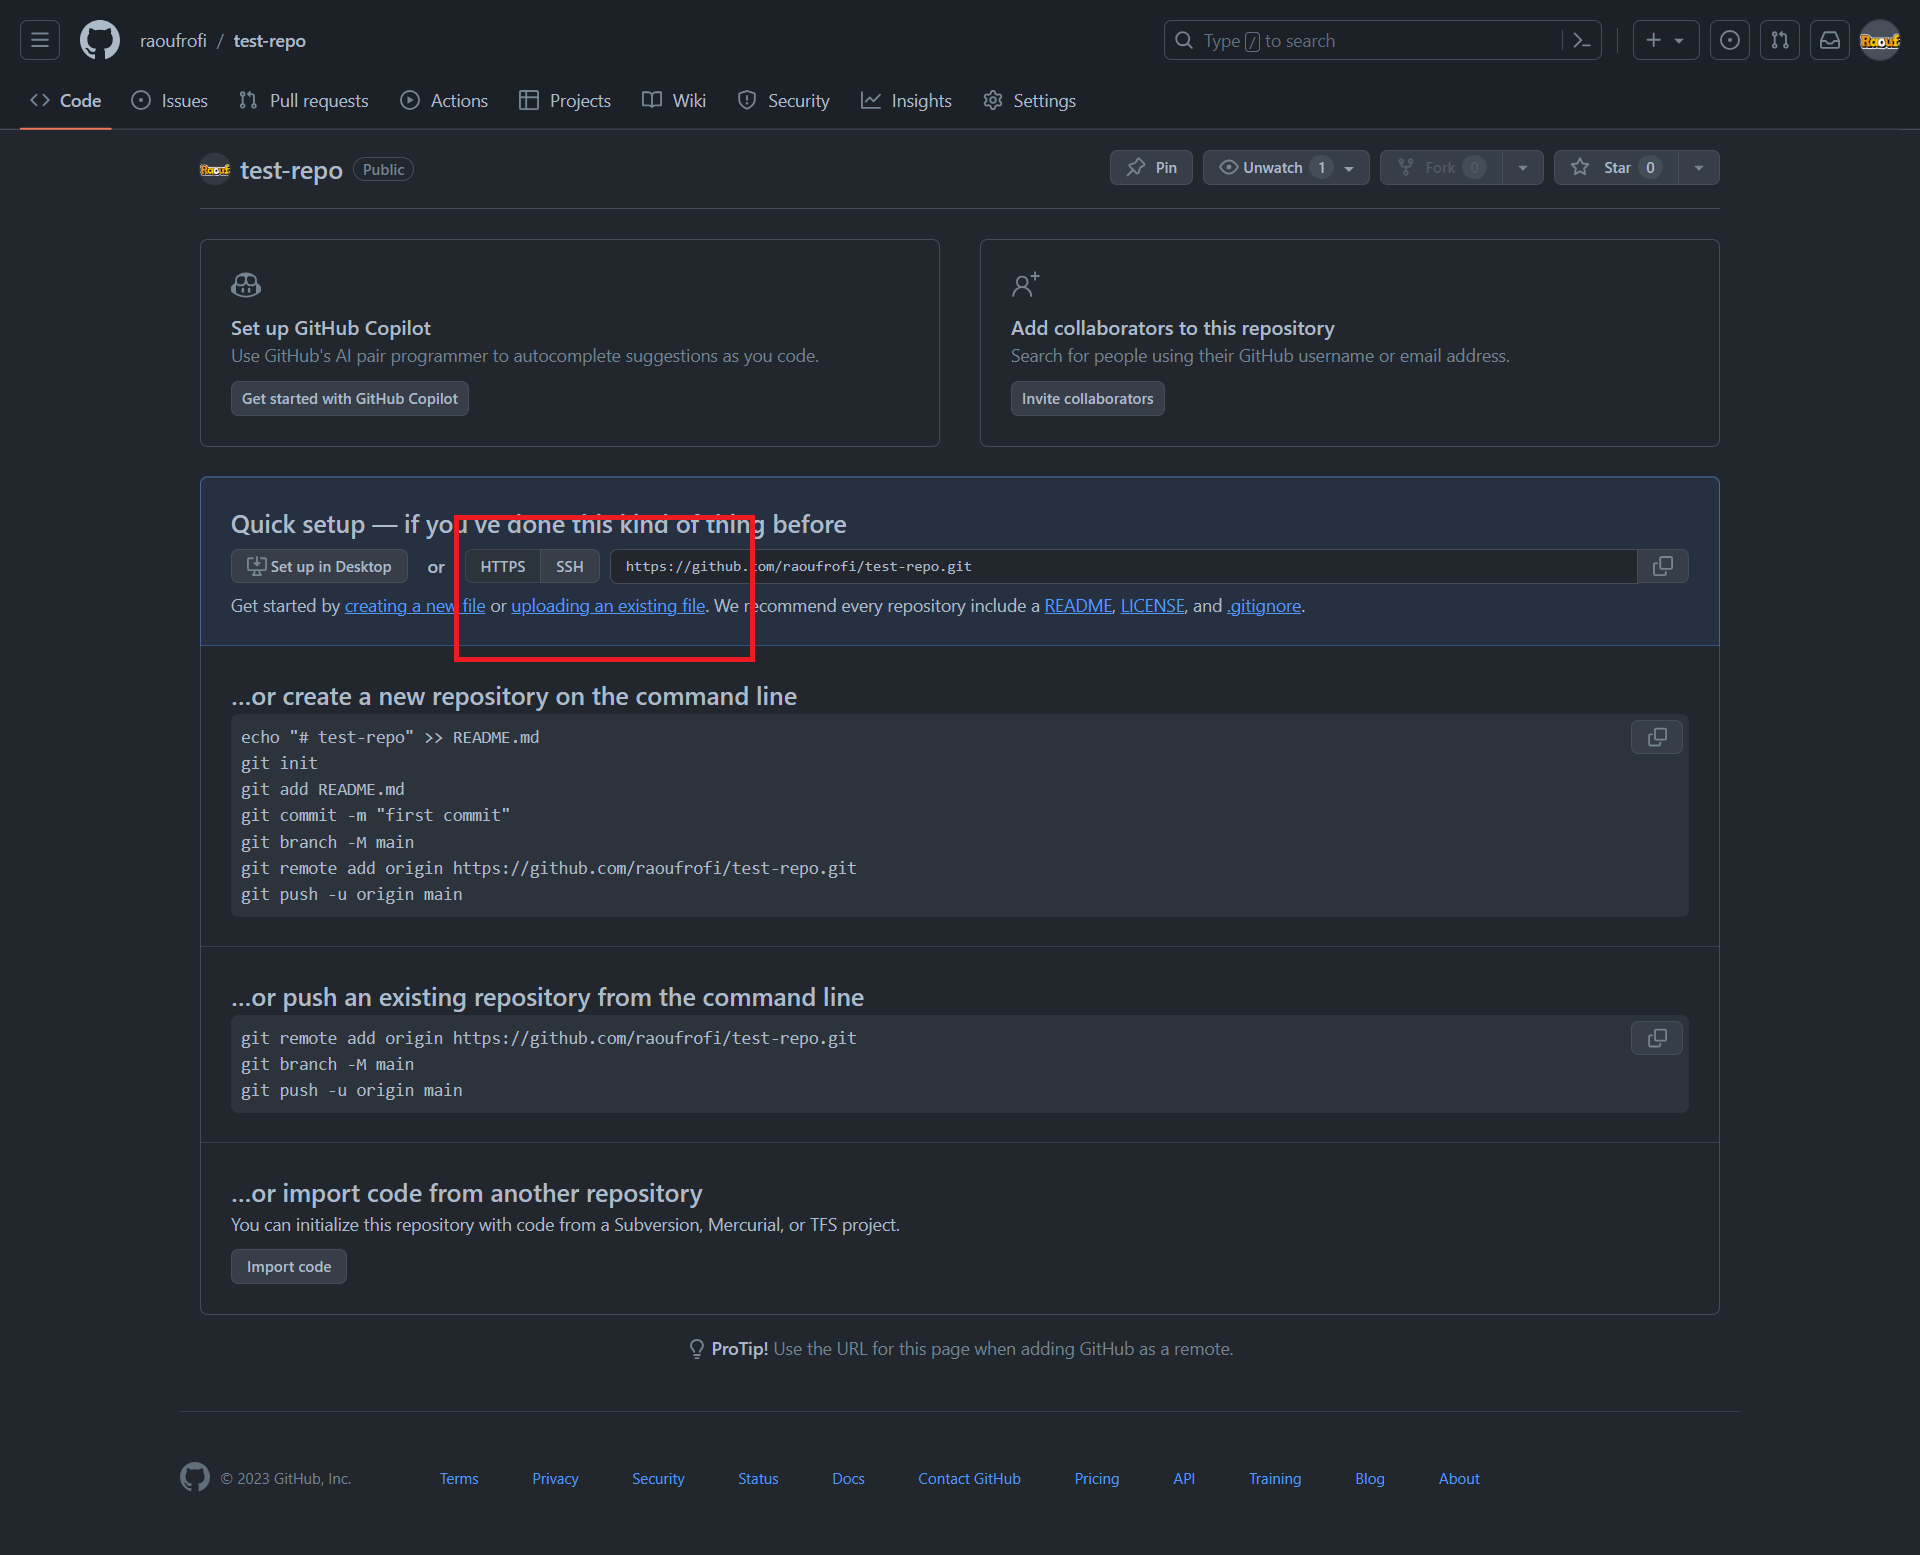 raoufrofi / test-repo
Type / to search
Code Issues Pull requests Actions Projects Wiki Security Insights Settings
Raouf
Raouf test-repo Public
Pin Unwatch 1 Fork 0 Star 0
Set up GitHub Copilot
Use GitHub's AI pair programmer to autocomplete suggestions as you code.
Get started with GitHub Copilot
Add collaborators to this repository
Search for people using their GitHub username or email address.
Invite collaborators
Quick setup — if you've done this kind of thing before
Set up in Desktop or HTTPS SSH https://github.com/raoufrofi/test-repo.git
Get started by creating a new file or uploading an existing file. We recommend every repository include a README, LICENSE, and .gitignore.
…or create a new repository on the command line
echo "# test-repo" >> README.md
git init
git add README.md
git commit -m "first commit"
git branch -M main
git remote add origin https://github.com/raoufrofi/test-repo.git
git push -u origin main
…or push an existing repository from the command line
git remote add origin https://github.com/raoufrofi/test-repo.git
git branch -M main
git push -u origin main
…or import code from another repository
You can initialize this repository with code from a Subversion, Mercurial, or TFS project.
Import code
ProTip! Use the URL for this page when adding GitHub as a remote.
© 2023 GitHub, Inc. Terms Privacy Security Status Docs Contact GitHub Pricing API Training Blog About